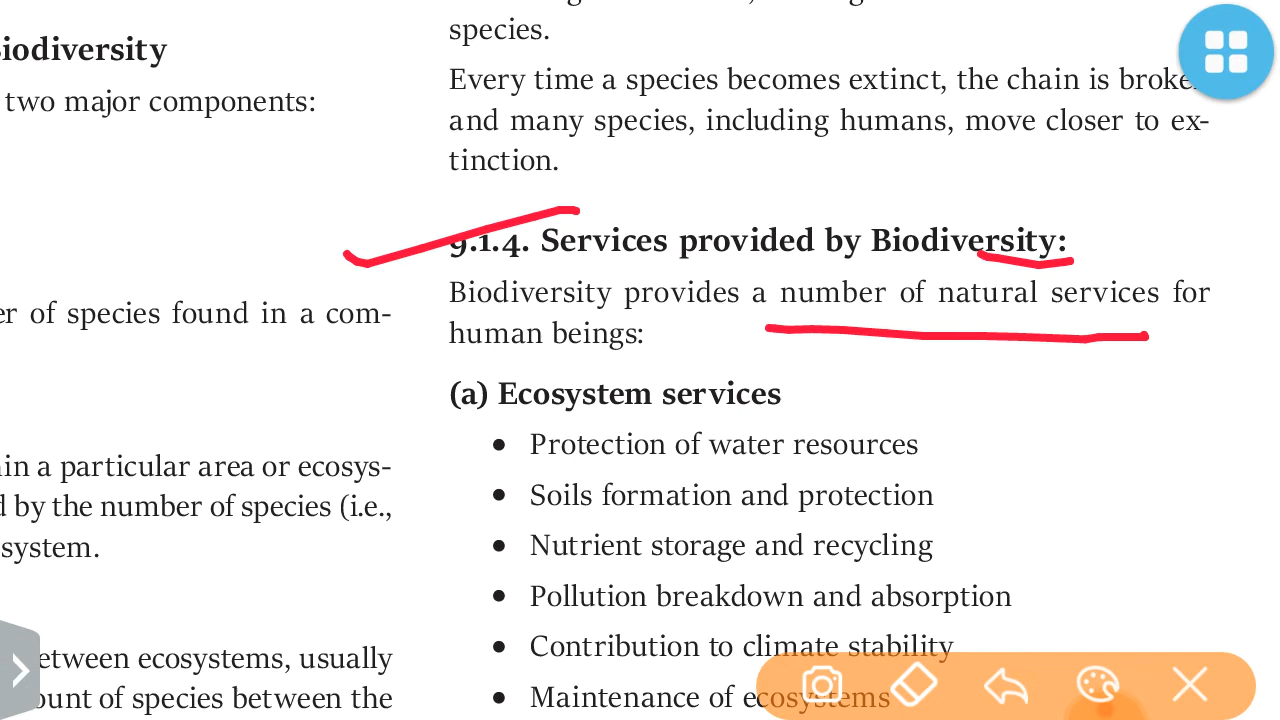 Biodiversity
two major components:
er of species found in a com-
in a particular area or ecosys-
by the number of species (i.e.,
system.
etween ecosystems, usually
ount of species between the
species.
Every time a species becomes extinct, the chain is broken
and many species, including humans, move closer to ex-
tinction.
9.1.4. Services provided by Biodiversity:
Biodiversity provides a number of natural services for
human beings:
(a) Ecosystem services
• Protection of water resources
• Soils formation and protection
• Nutrient storage and recycling
• Pollution breakdown and absorption
• Contribution to climate stability
• Maintenance of ecosystems